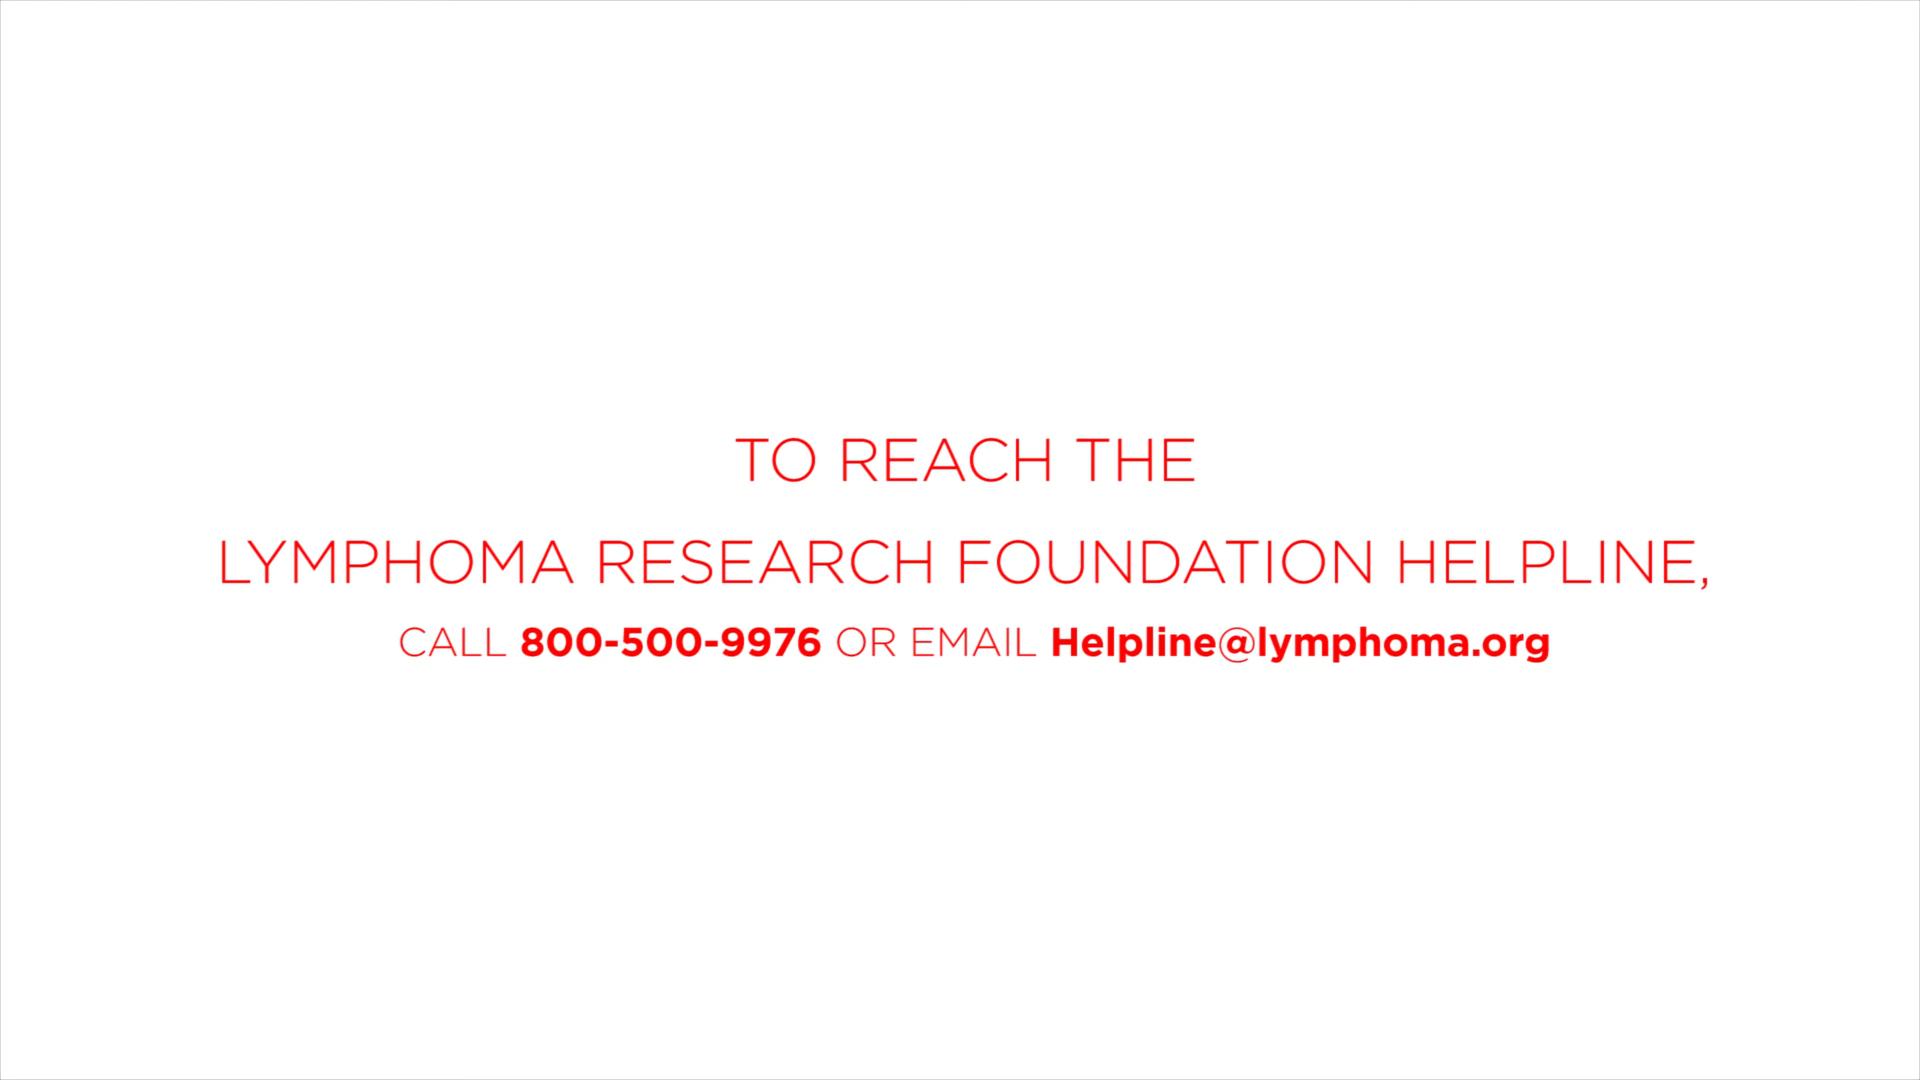 TO REACH THE
LYMPHOMA RESEARCH FOUNDATION HELPLINE,
CALL 800-500-9976 OR EMAIL Helpline@lymphoma.org